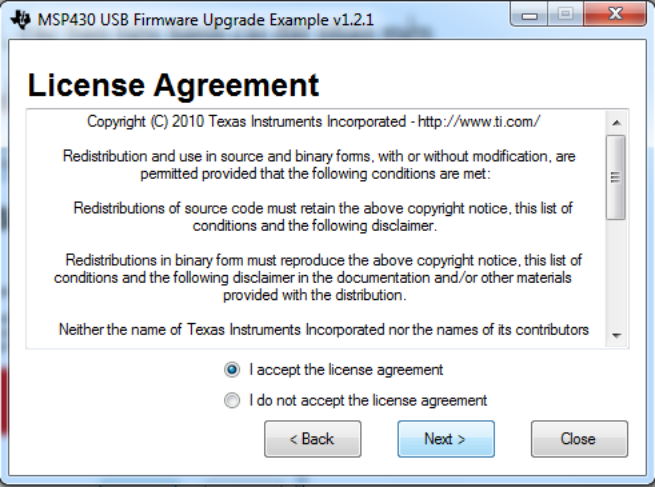 MSP430 USB Firmware Upgrade Example v1.2.1
License Agreement
Copyright (C) 2010 Texas Instruments Incorporated - http://www.ti.com/
Redistribution and use in source and binary forms, with or without modification, are
permitted provided that the following conditions are met:
Redistributions of source code must retain the above copyright notice, this list of
conditions and the following disclaimer.
Redistributions in binary form must reproduce the above copyright notice, this list of
conditions and the following disclaimer in the documentation and/or other materials
provided with the distribution.
Neither the name of Texas Instruments Incorporated nor the names of its contributors
I accept the license agreement
I do not accept the license agreement
< Back
Next >
Close